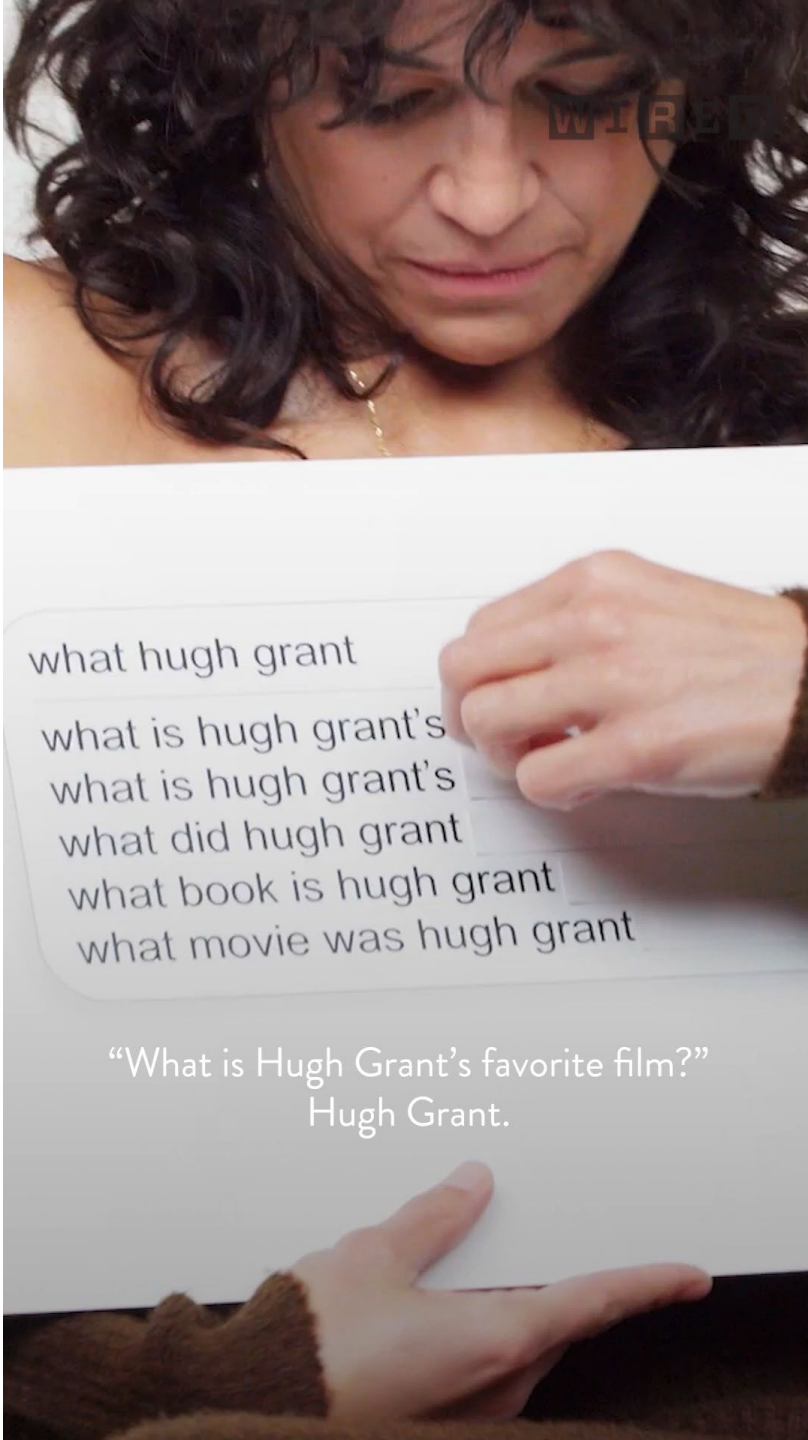 WIRED
what hugh grant
what is hugh grant's
what is hugh grant's
what did hugh grant
what book is hugh grant
what movie was hugh grant
“What is Hugh Grant’s favorite film?”
Hugh Grant.